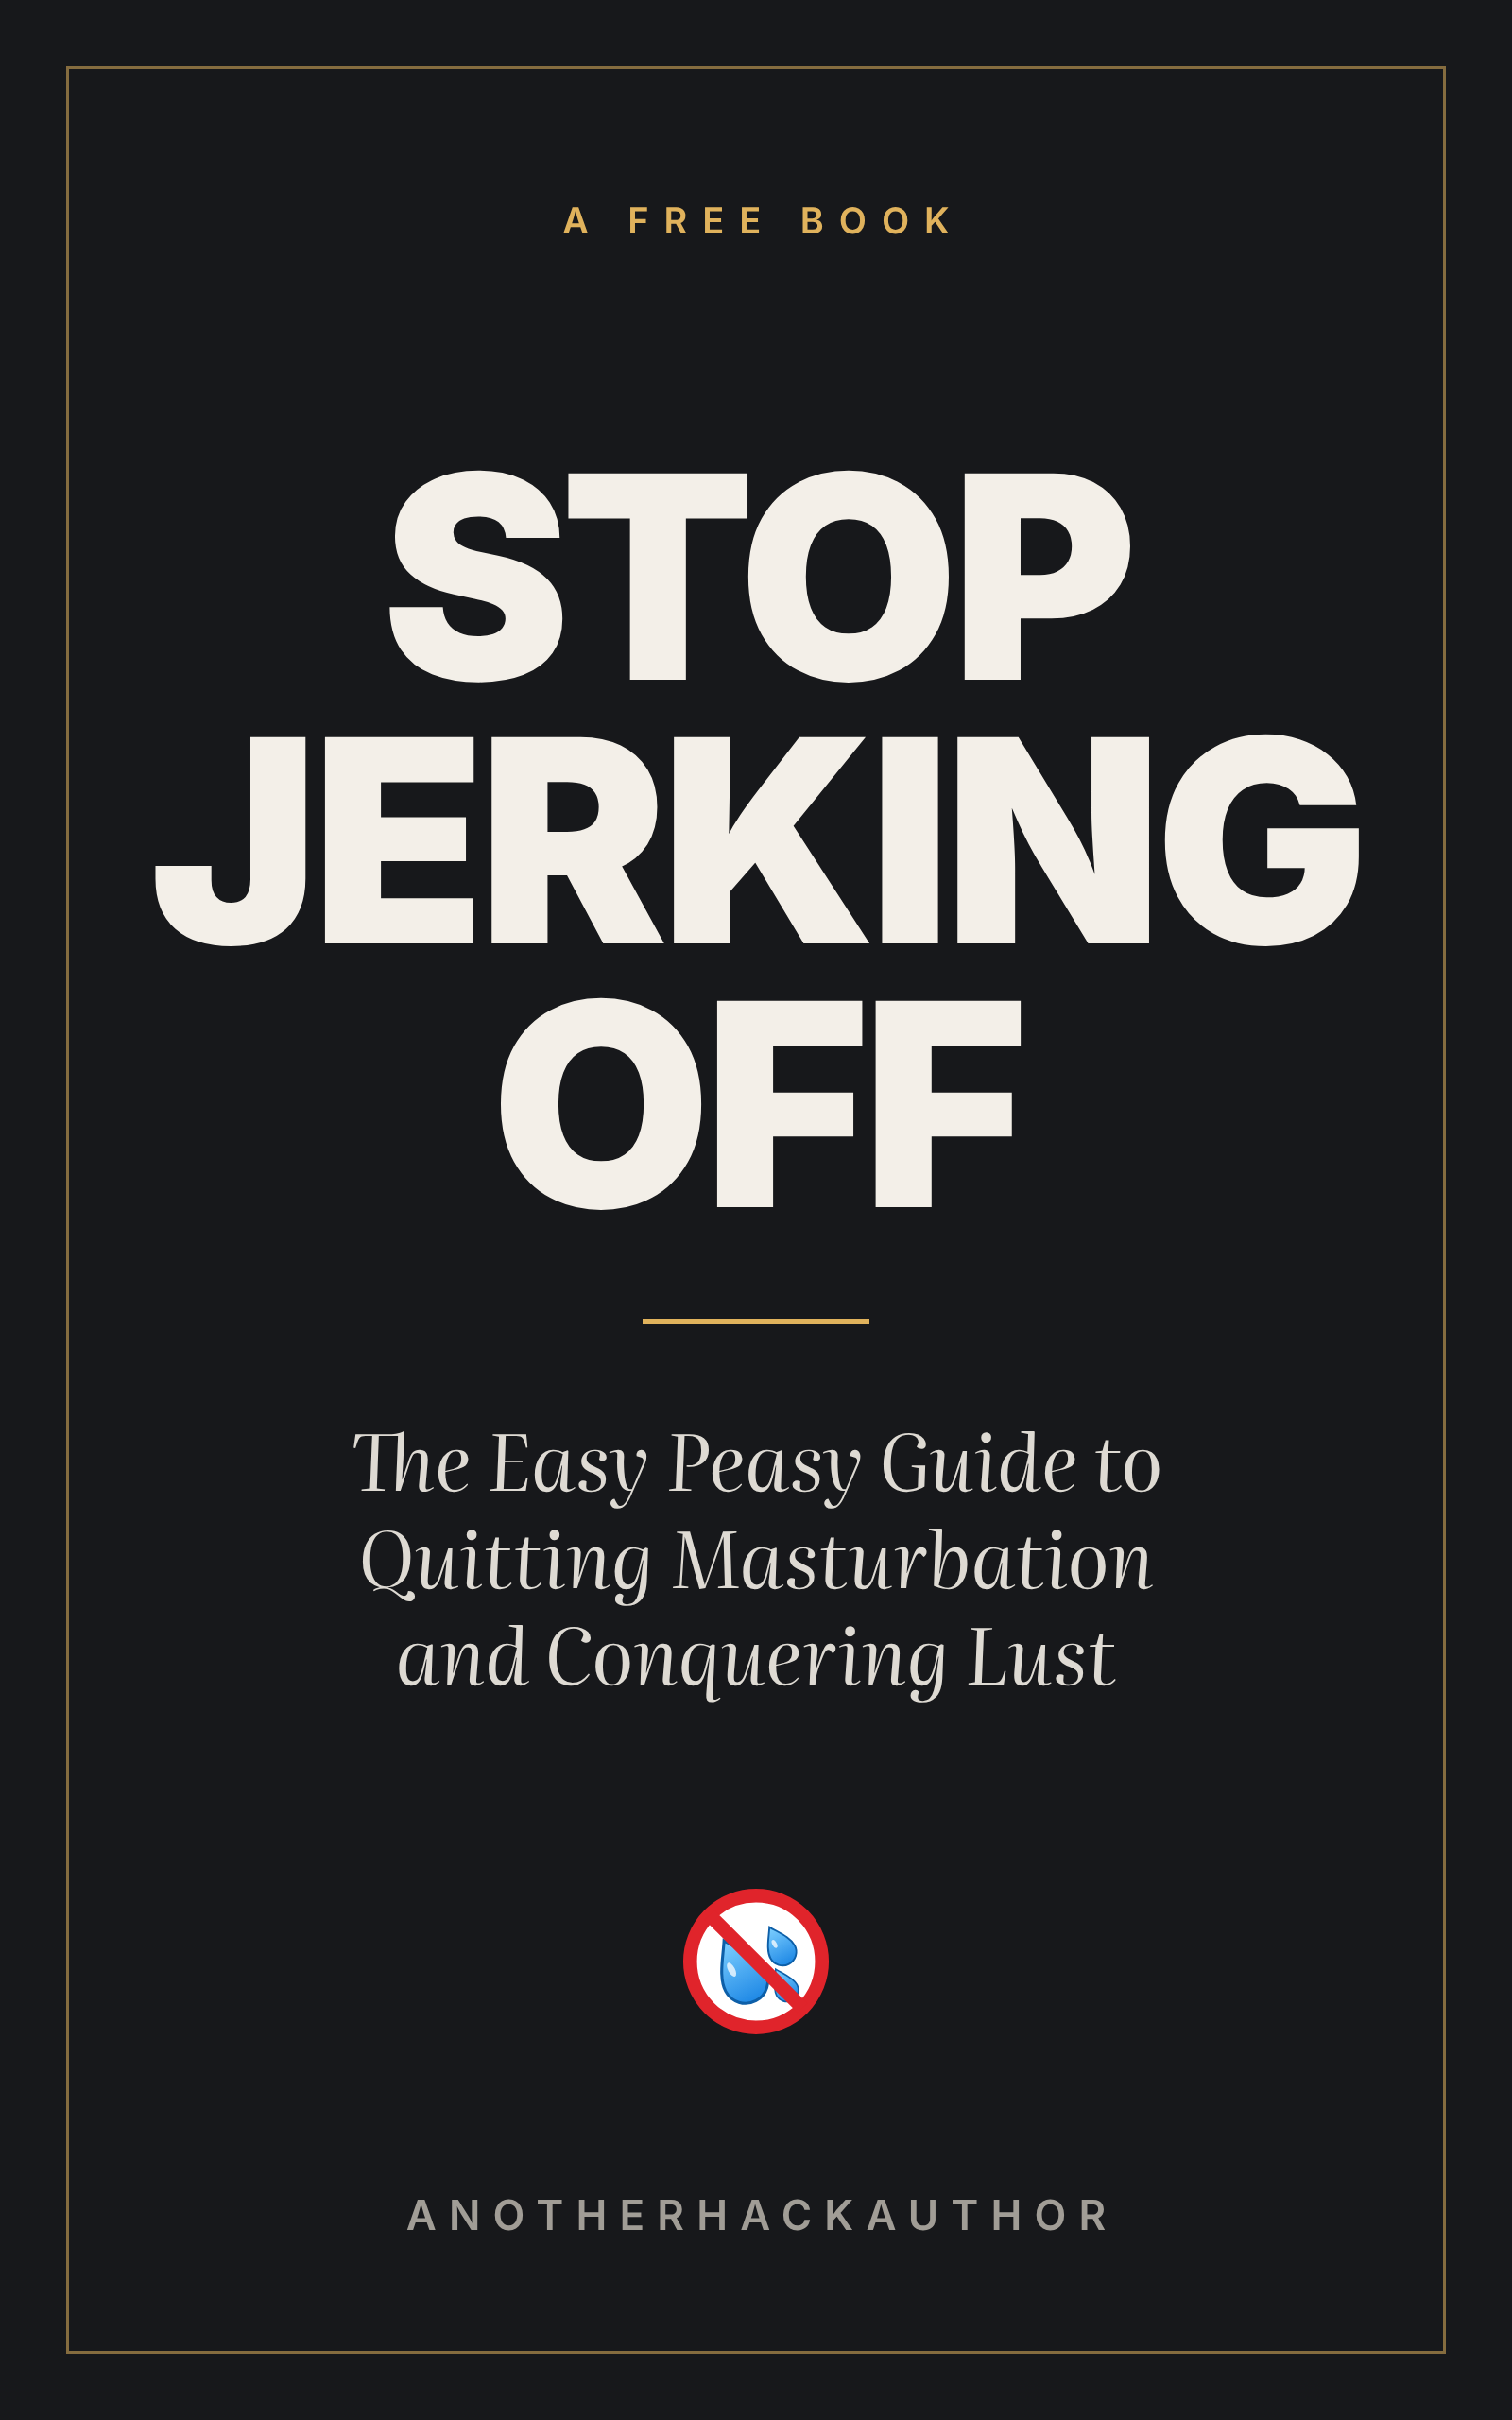 A FREE BOOK
STOP
JERKING
OFF
The Easy Peasy Guide to
Quitting Masturbation
and Conquering Lust
ANOTHERHACKAUTHOR